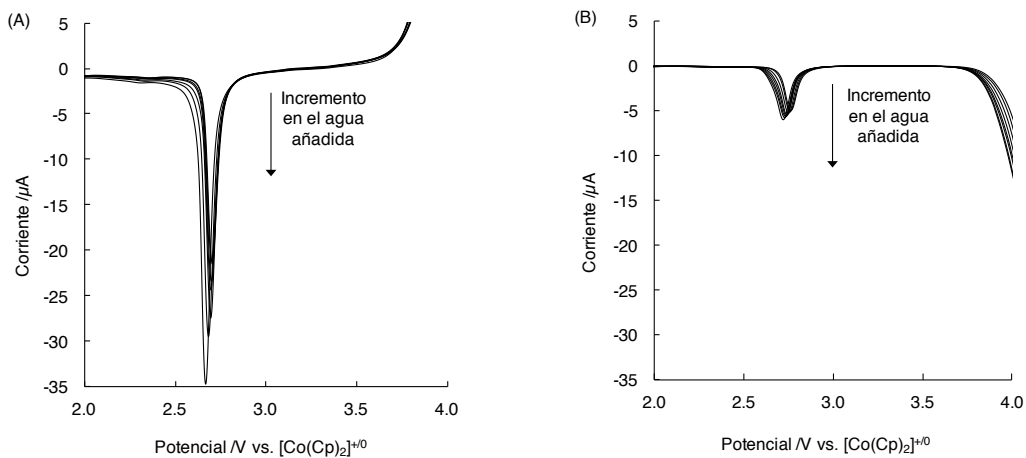 (A)
5
0
-5
-10
-15
-20
-25
-30
-35
Corriente /µA
Incremento
en el agua
añadida
2.0 2.5 3.0 3.5 4.0
Potencial /V vs. [Co(Cp)₂]⁺/⁰
(B)
5
0
-5
-10
-15
-20
-25
-30
-35
Corriente /µA
Incremento
en el agua
añadida
2.0 2.5 3.0 3.5 4.0
Potencial /V vs. [Co(Cp)₂]⁺/⁰